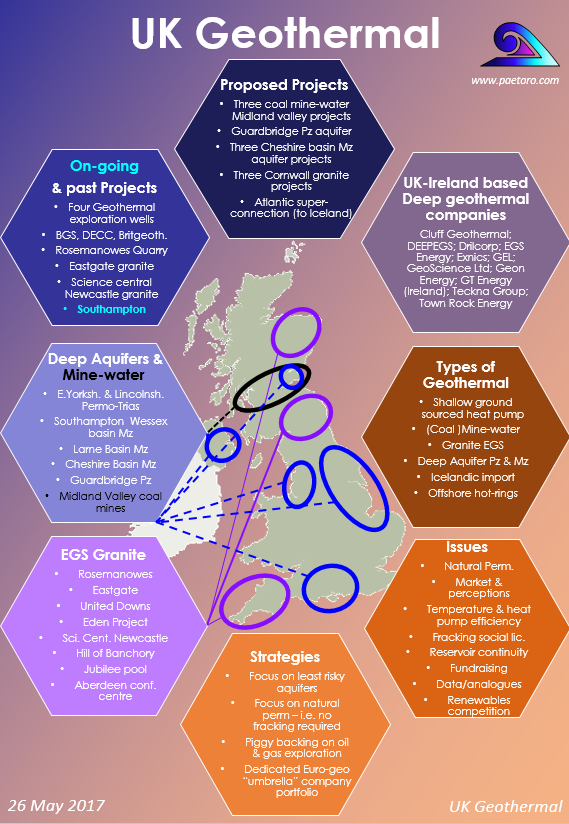 UK Geothermal
www.paetoro.com
Proposed Projects
• Three coal mine-water
Midland valley projects
• Guardbridge Pz aquifer
• Three Cheshire basin Mz
aquifer projects
• Three Cornwall granite
projects
• Atlantic super-
connection (to Iceland)
On-going
& past Projects
• Four Geothermal
exploration wells
• BGS, DECC, Britgeoth.
• Rosemanowes Quarry
• Eastgate granite
• Science central
Newcastle granite
• Southampton
UK-Ireland based
Deep geothermal
companies
Cluff Geothermal;
DEEPEGS; Drilcorp; EGS
Energy; Exnics; GEL;
GeoScience Ltd; Geon
Energy; GT Energy
(Ireland); Teckna Group;
Town Rock Energy
Deep Aquifers &
Mine-water
• E.Yorksh. & Lincolnsh.
Permo-Trias
• Southampton Wessex
basin Mz
• Larne Basin Mz
• Cheshire Basin Mz
• Guardbridge Pz
• Midland Valley coal
mines
Types of
Geothermal
• Shallow ground
sourced heat pump
• (Coal )Mine-water
• Granite EGS
• Deep Aquifer Pz & Mz
• Icelandic import
• Offshore hot-rings
EGS Granite
• Rosemanowes
• Eastgate
• United Downs
• Eden Project
• Sci. Cent. Newcastle
• Hill of Banchory
• Jubilee pool
• Aberdeen conf.
centre
Issues
• Natural Perm.
• Market &
perceptions
• Temperature & heat
pump efficiency
• Fracking social lic.
• Reservoir continuity
• Fundraising
• Data/analogues
• Renewables
competition
Strategies
• Focus on least risky
aquifers
• Focus on natural
perm – i.e. no
fracking required
• Piggy backing on oil
& gas exploration
• Dedicated Euro-geo
“umbrella” company
portfolio
26 May 2017
UK Geothermal